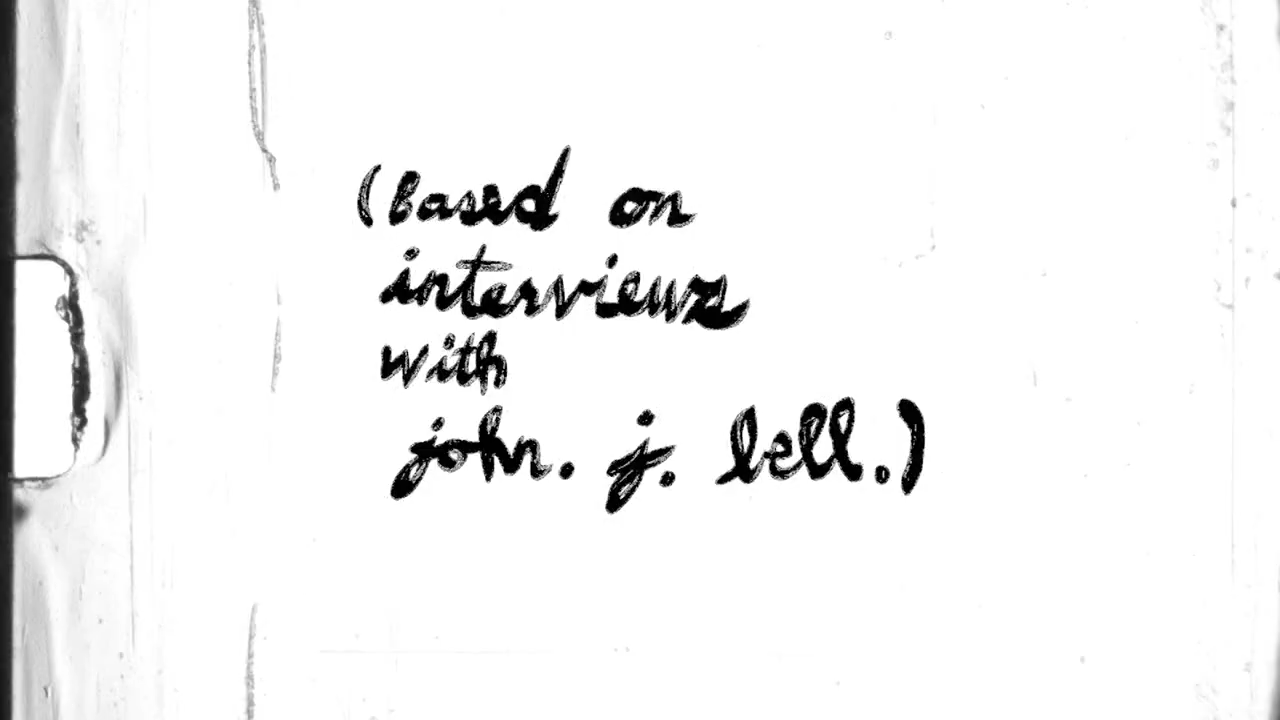 (Based on
interviews
with
john. j. bell.)